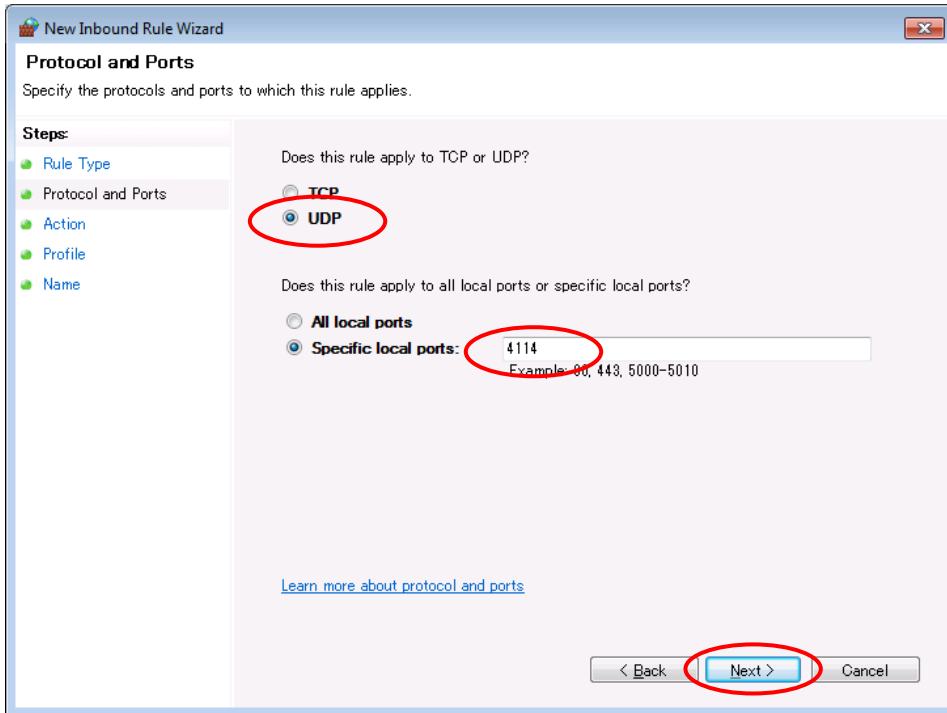 New Inbound Rule Wizard
Protocol and Ports
Specify the protocols and ports to which this rule applies.
Steps:
Rule Type
Protocol and Ports
Action
Profile
Name
Does this rule apply to TCP or UDP?
TCP
UDP
Does this rule apply to all local ports or specific local ports?
All local ports
Specific local ports: 4114
Example: 80, 443, 5000-5010
Learn more about protocol and ports
< Back Next > Cancel